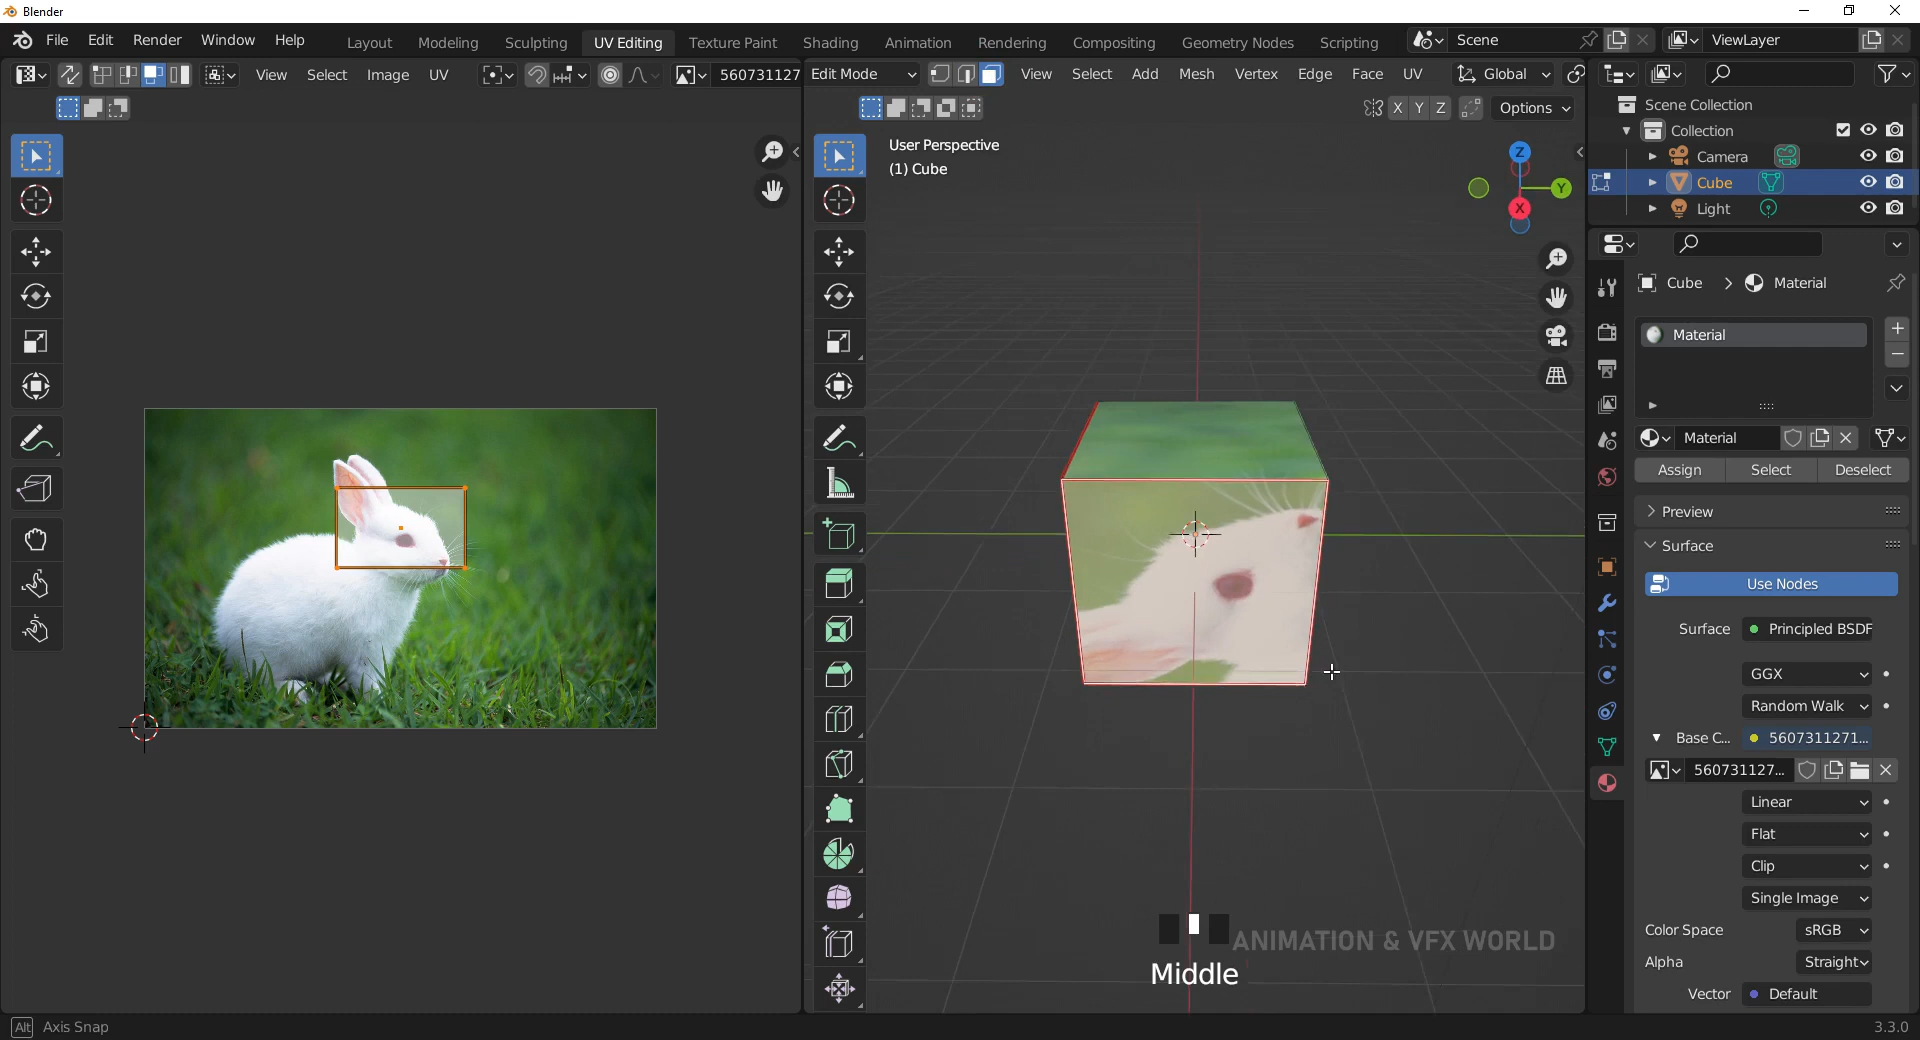 Blender
File Edit Render Window Help
Layout Modeling Sculpting UV Editing Texture Paint Shading Animation Rendering Compositing Geometry Nodes Scripting
Scene
ViewLayer
View Select Image UV
560731127
Edit Mode
View Select Add Mesh Vertex Edge Face UV
Global
X Y Z
Options
User Perspective
(1) Cube
Z
Y
X
Scene Collection
Collection
Camera
Cube
Light
Cube > Material
Material
Material
Assign Select Deselect
Preview
Surface
Use Nodes
Surface Principled BSDF
GGX
Random Walk
Base C... 5607311271...
560731127...
Linear
Flat
Clip
Single Image
Color Space sRGB
Alpha Straight
Vector Default
ANIMATION & VFX WORLD
Middle
Alt Axis Snap
3.3.0